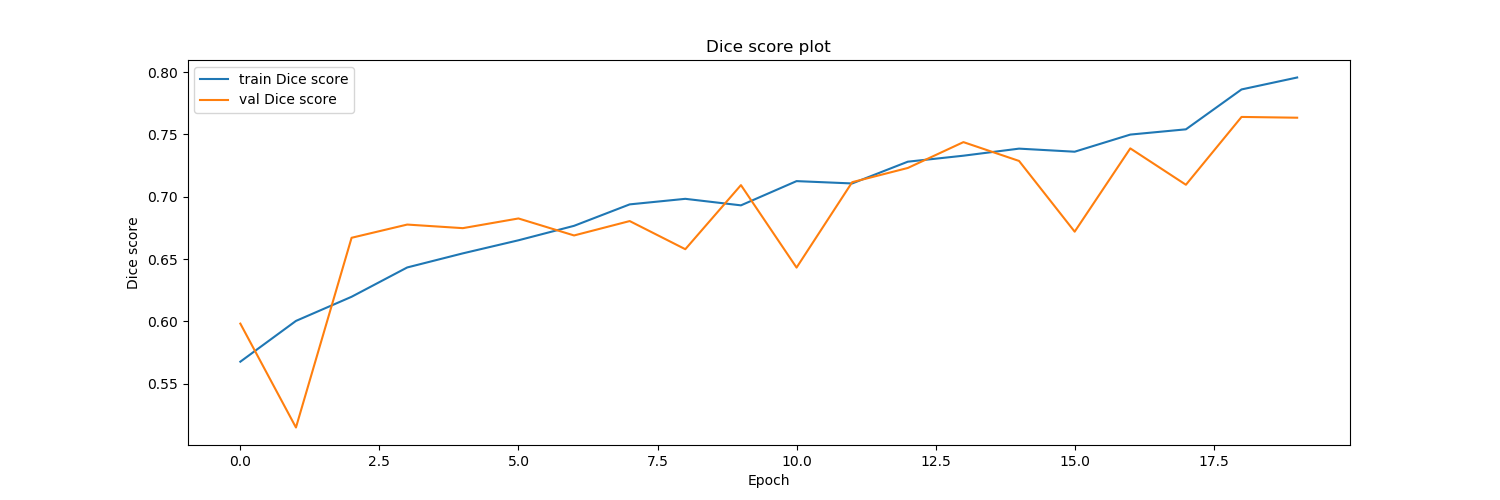 Dice score plot
train Dice score
val Dice score
0.80
0.75
0.70
0.65
0.60
0.55
Dice score
0.0 2.5 5.0 7.5 10.0 12.5 15.0 17.5
Epoch